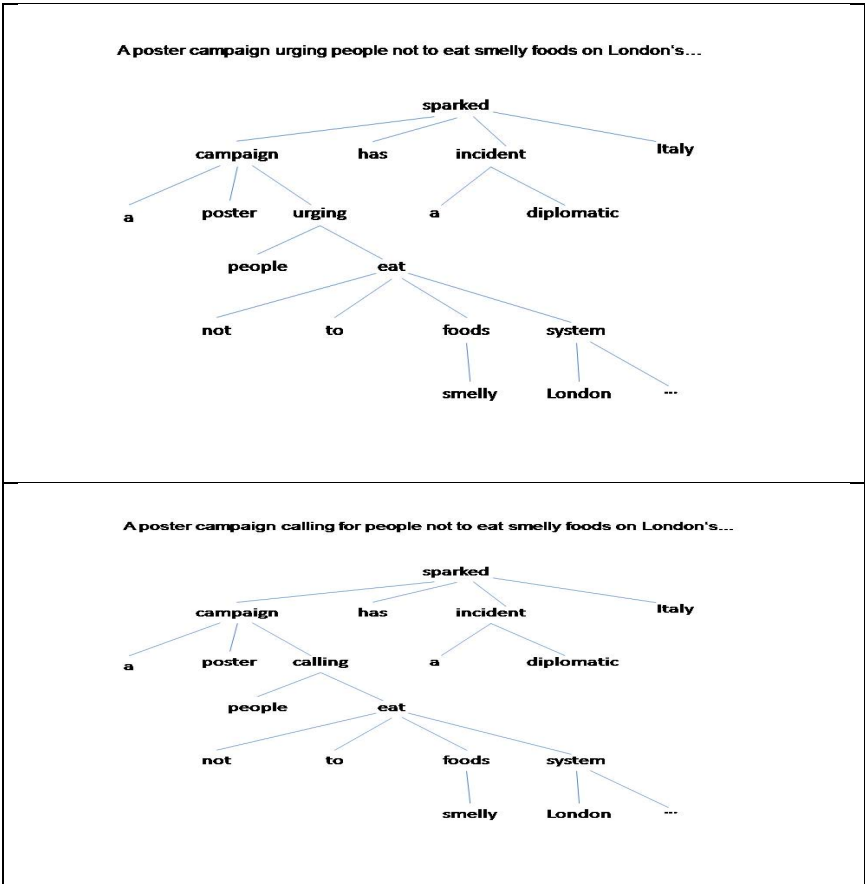 A poster campaign urging people not to eat smelly foods on London's...
sparked
campaign has incident Italy
a poster urging a diplomatic
people eat
not to foods system
smelly London ...
A poster campaign calling for people not to eat smelly foods on London's...
sparked
campaign has incident Italy
a poster calling a diplomatic
people eat
not to foods system
smelly London ...